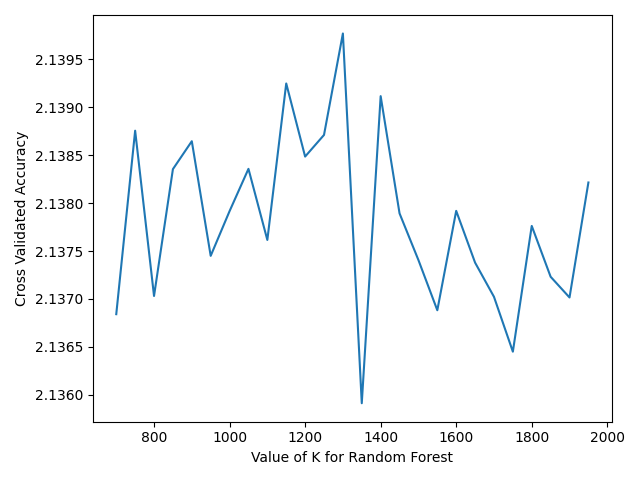 2.1395
2.1390
2.1385
2.1380
2.1375
2.1370
2.1365
2.1360
Cross Validated Accuracy
800 1000 1200 1400 1600 1800 2000
Value of K for Random Forest